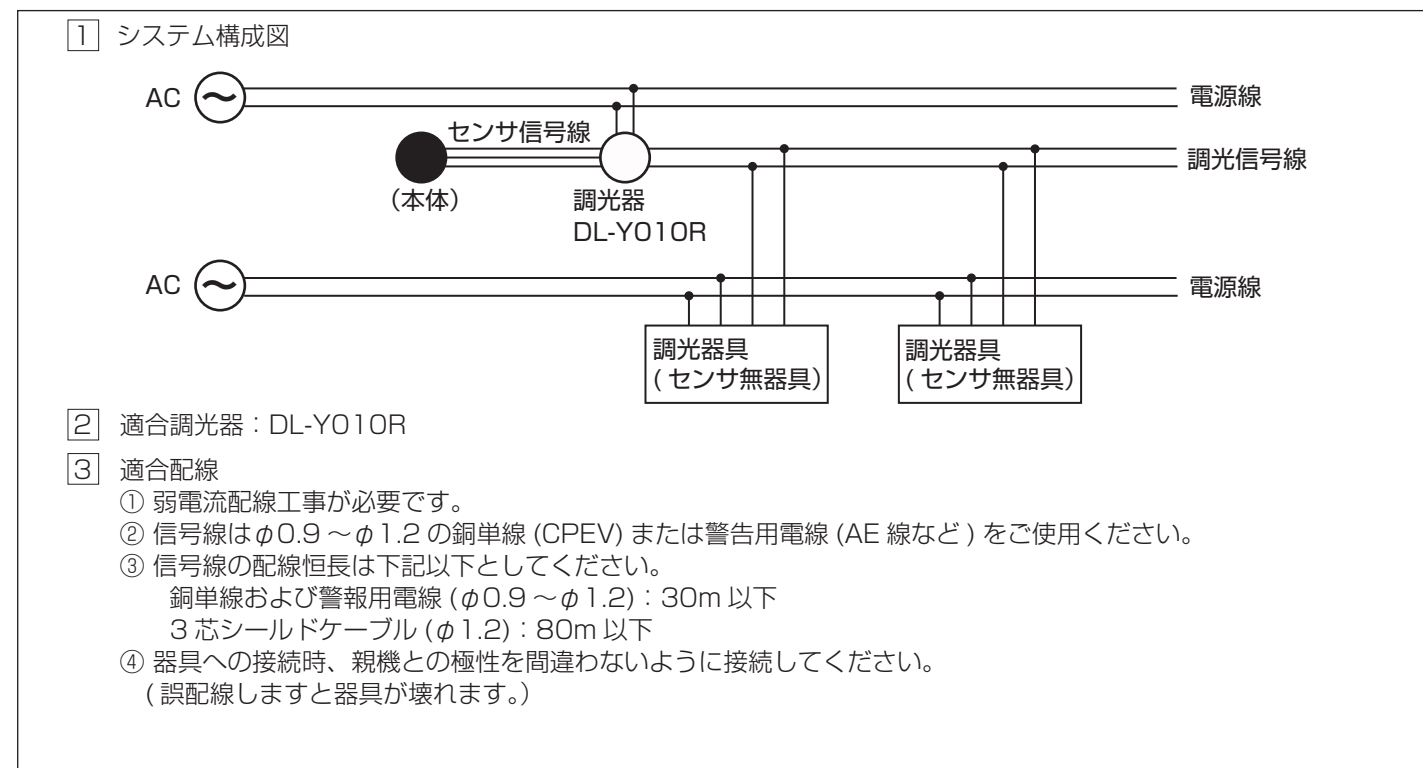 1 システム構成図
AC
電源線
センサ信号線
調光信号線
(本体)
調光器
DL-Y010R
AC
電源線
調光器具
(センサ無器具)
調光器具
(センサ無器具)
2 適合調光器：DL-Y010R
3 適合配線
① 弱電流配線工事が必要です。
② 信号線はφ0.9～φ1.2の銅単線(CPEV)または警告用電線(AE線など)をご使用ください。
③ 信号線の配線恒長は下記以下としてください。
銅単線および警報用電線(φ0.9～φ1.2)：30m以下
3芯シールドケーブル(φ1.2)：80m以下
④ 器具への接続時、親機との極性を間違わないように接続してください。
(誤配線しますと器具が壊れます。)